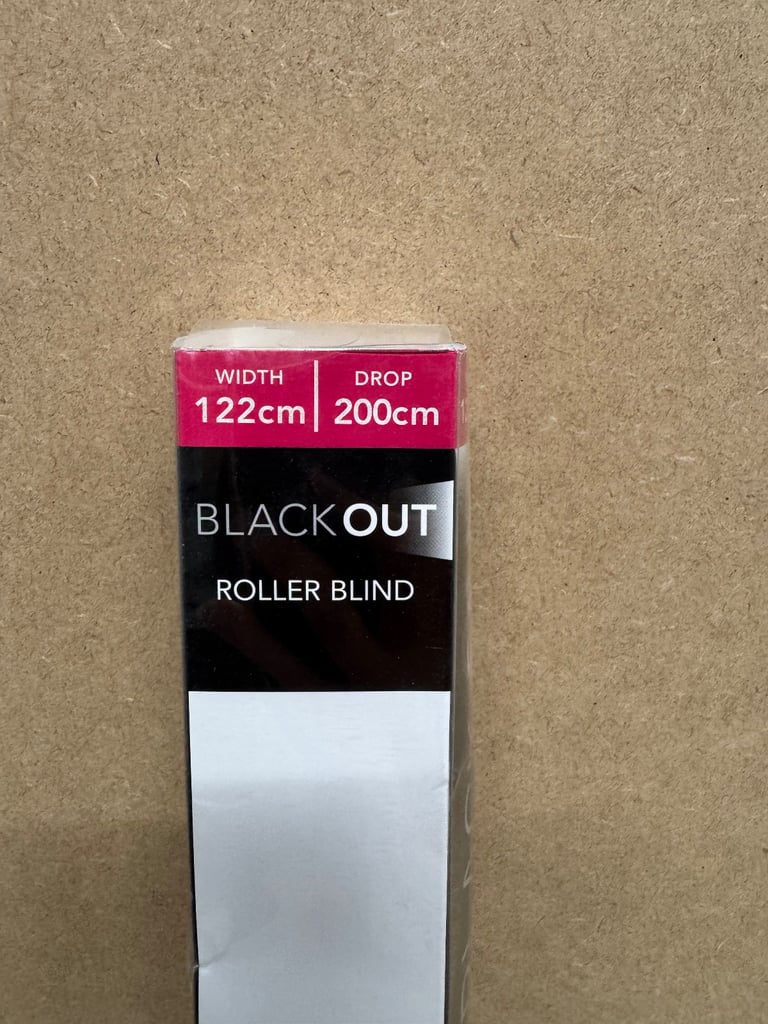 WIDTH DROP
122cm 200cm
BLACKOUT
ROLLER BLIND